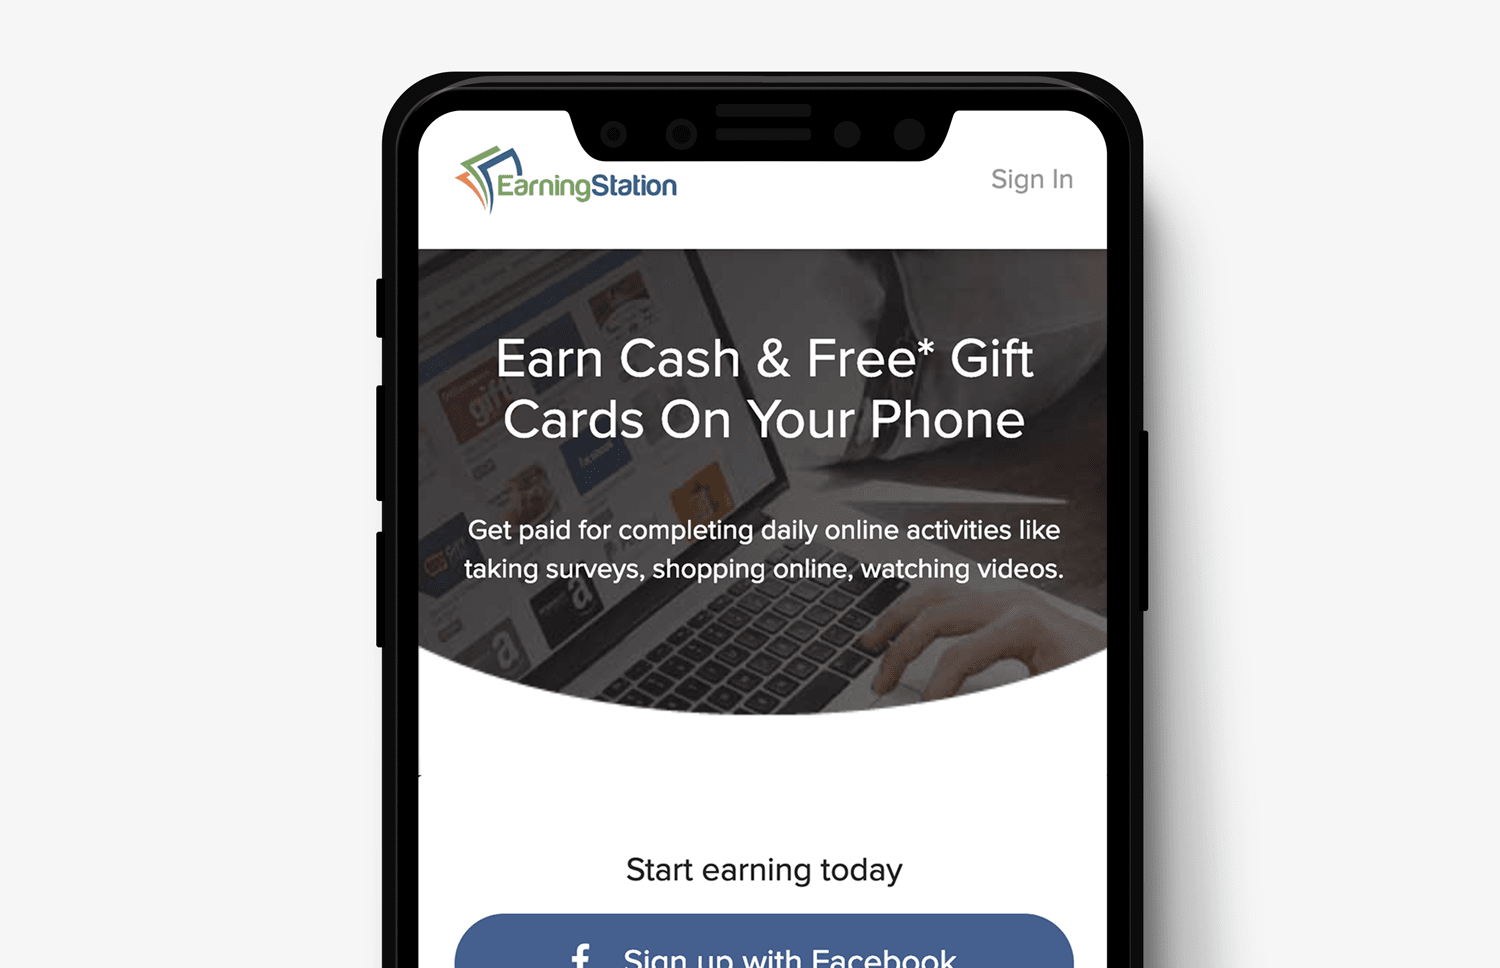 EarningStation
Sign In
Earn Cash & Free* Gift
Cards On Your Phone
Get paid for completing daily online activities like
taking surveys, shopping online, watching videos.
Start earning today
Sign up with Facebook